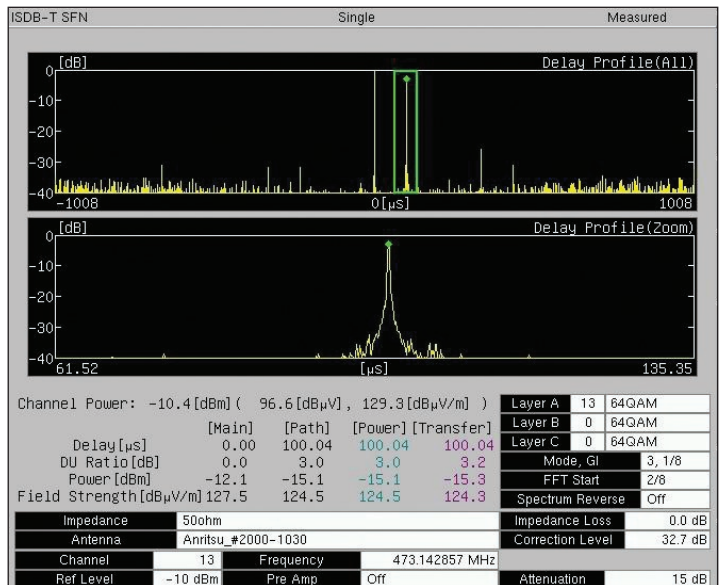 ISDB-T SFN Single Measured
[dB] Delay Profile(All)
0
-10
-20
-30
-40
-1008 0[μS] 1008
[dB] Delay Profile(Zoom)
0
-10
-20
-30
-40
61.52 [μS] 135.35
Channel Power: -10.4[dBm]( 96.6[dBμV], 129.3[dBμV/m] )
[Main] [Path] [Power] [Transfer]
Delay[μs] 0.00 100.04 100.04 100.04
DU Ratio[dB] 0.0 3.0 3.0 3.2
Power[dBm] -12.1 -15.1 -15.1 -15.3
Field Strength[dBμV/m] 127.5 124.5 124.5 124.3
Layer A 13 64QAM
Layer B 0 64QAM
Layer C 0 64QAM
Mode, GI 3, 1/8
FFT Start 2/8
Spectrum Reverse Off
Impedance 50ohm Impedance Loss 0.0 dB
Antenna Anritsu_#2000-1030 Correction Level 32.7 dB
Channel 13 Frequency 473.142857 MHz
Ref Level -10 dBm Pre Amp Off Attenuation 15 dB